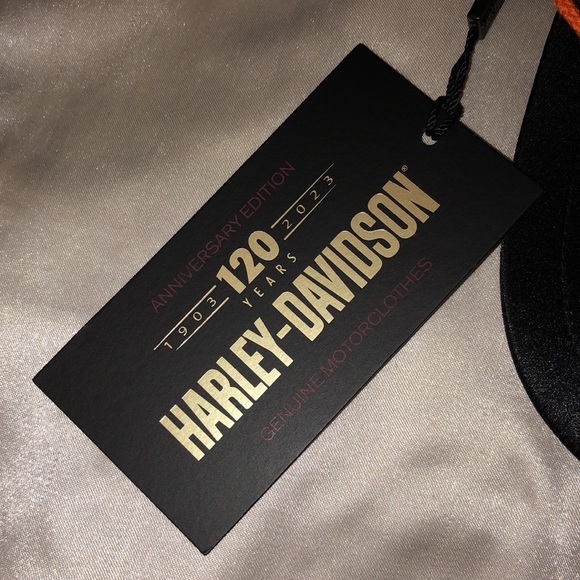 ANNIVERSARY EDITION
1903 120 2023
YEARS
HARLEY-DAVIDSON®
GENUINE MOTORCLOTHES